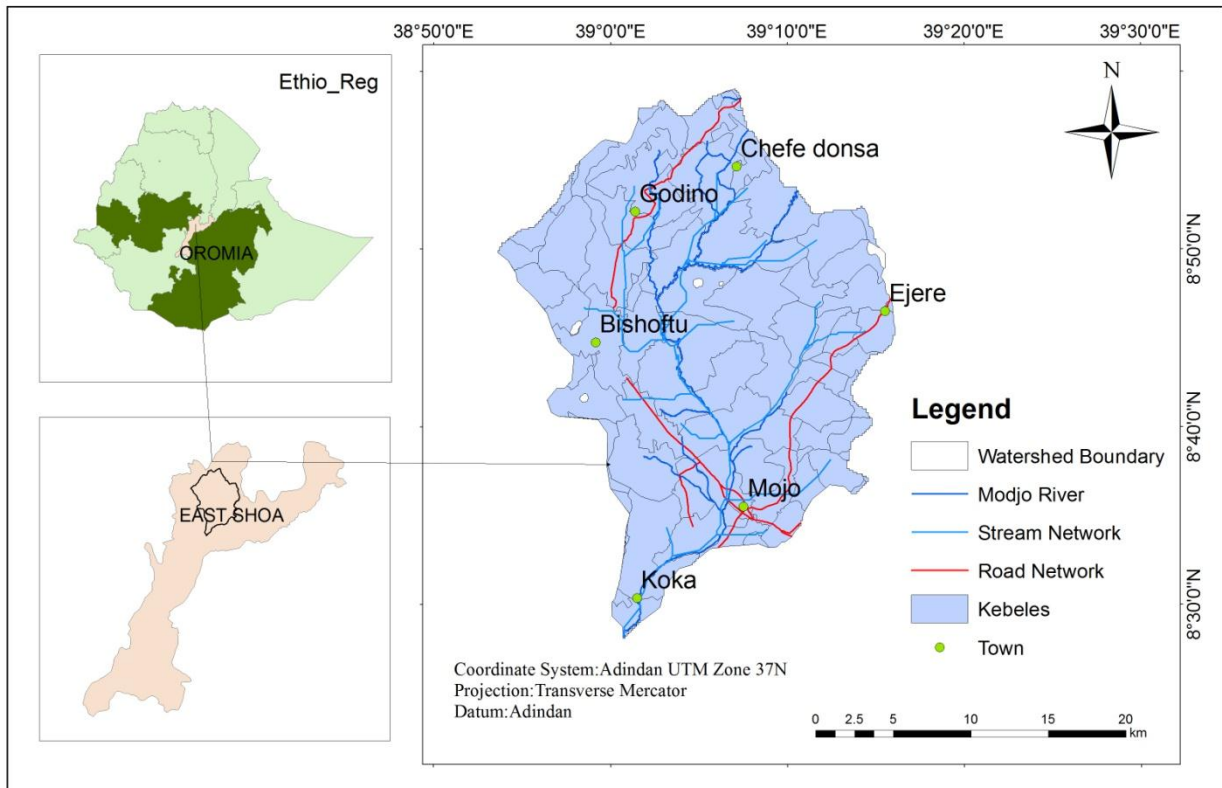 38°50'0"E
39°0'0"E
39°10'0"E
39°20'0"E
39°30'0"E
Ethio_Reg
OROMIA
EAST SHOA
N
Chefe donsa
Godino
Ejere
Bishoftu
Mojo
Koka
8°50'0"N
8°40'0"N
8°30'0"N
Legend
Watershed Boundary
Modjo River
Stream Network
Road Network
Kebeles
Town
Coordinate System:Adindan UTM Zone 37N
Projection:Transverse Mercator
Datum:Adindan
0 2.5 5 10 15 20
km